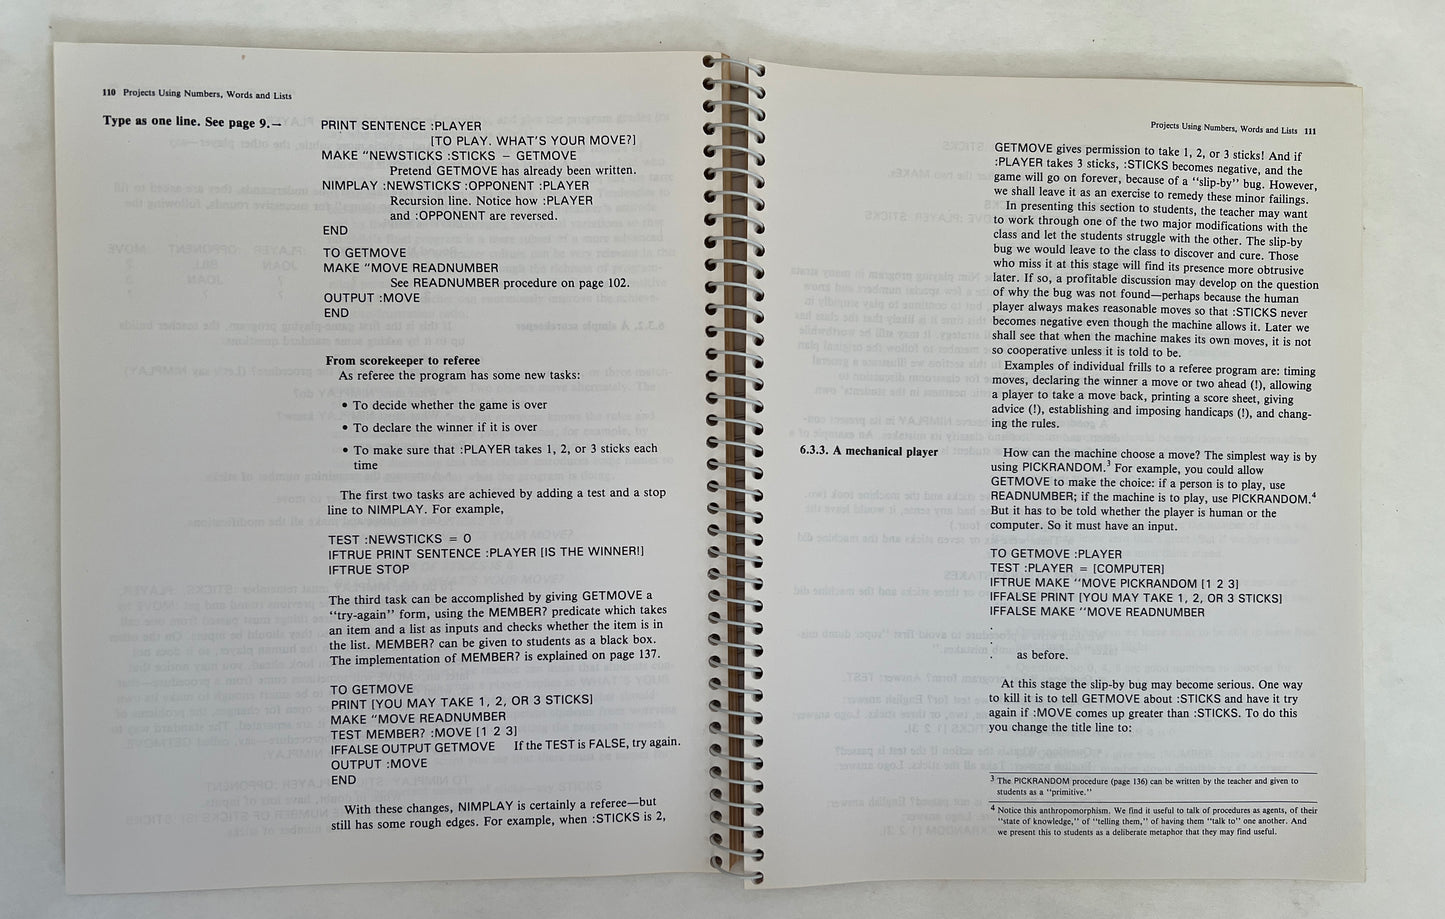 110 Projects Using Numbers, Words and Lists
Type as one line. See page 9.—
PRINT SENTENCE :PLAYER
[TO PLAY. WHAT'S YOUR MOVE?]
MAKE "NEWSTICKS :STICKS – GETMOVE
Pretend GETMOVE has already been written.
NIMPLAY :NEWSTICKS :OPPONENT :PLAYER
Recursion line. Notice how :PLAYER
and :OPPONENT are reversed.
END
TO GETMOVE
MAKE "MOVE READNUMBER
See READNUMBER procedure on page 102.
OUTPUT :MOVE
END
From scorekeeper to referee
As referee the program has some new tasks:
• To decide whether the game is over
• To declare the winner if it is over
• To make sure that :PLAYER takes 1, 2, or 3 sticks each
time
The first two tasks are achieved by adding a test and a stop
line to NIMPLAY. For example,
TEST :NEWSTICKS = 0
IFTRUE PRINT SENTENCE :PLAYER [IS THE WINNER!]
IFTRUE STOP
The third task can be accomplished by giving GETMOVE a
"try-again" form, using the MEMBER? predicate which takes
an item and a list as inputs and checks whether the item is in
the list. MEMBER? can be given to students as a black box.
The implementation of MEMBER? is explained on page 137.
TO GETMOVE
PRINT [YOU MAY TAKE 1, 2, OR 3 STICKS]
MAKE "MOVE READNUMBER
TEST MEMBER? :MOVE [1 2 3]
IFFALSE OUTPUT GETMOVE If the TEST is FALSE, try again.
OUTPUT :MOVE
END
With these changes, NIMPLAY is certainly a referee—but
still has some rough edges. For example, when :STICKS is 2,
Projects Using Numbers, Words and Lists 111
GETMOVE gives permission to take 1, 2, or 3 sticks! And if
:PLAYER takes 3 sticks, :STICKS becomes negative, and the
game will go on forever, because of a "slip-by" bug. However,
we shall leave it as an exercise to remedy these minor failings.
In presenting this section to students, the teacher may want
to work through one of the two major modifications with the
class and let the students struggle with the other. The slip-by
bug we would leave to the class to discover and cure. Those
who miss it at this stage will find its presence more obtrusive
later. If so, a profitable discussion may develop on the question
of why the bug was not found—perhaps because the human
player always makes reasonable moves so that :STICKS never
becomes negative even though the machine allows it. Later we
shall see that when the machine makes its own moves, it is not
so cooperative unless it is told to be.
Examples of individual frills to a referee program are: timing
moves, declaring the winner a move or two ahead (!), allowing
a player to take a move back, printing a score sheet, giving
advice (!), establishing and imposing handicaps (!), and chang-
ing the rules.
6.3.3. A mechanical player
How can the machine choose a move? The simplest way is by
using PICKRANDOM.³ For example, you could allow
GETMOVE to make the choice: if a person is to play, use
READNUMBER; if the machine is to play, use PICKRANDOM.⁴
But it has to be told whether the player is human or the
computer. So it must have an input.
TO GETMOVE :PLAYER
TEST :PLAYER = [COMPUTER]
IFTRUE MAKE "MOVE PICKRANDOM [1 2 3]
IFFALSE PRINT [YOU MAY TAKE 1, 2, OR 3 STICKS]
IFFALSE MAKE "MOVE READNUMBER
.
.
. as before.
At this stage the slip-by bug may become serious. One way
to kill it is to tell GETMOVE about :STICKS and have it try
again if :MOVE comes up greater than :STICKS. To do this
you change the title line to:
³ The PICKRANDOM procedure (page 136) can be written by the teacher and given to
students as a "primitive."
⁴ Notice this anthropomorphism. We find it useful to talk of procedures as agents, of their
"state of knowledge," of "telling them," of having them "talk to" one another. And
we present this to students as a deliberate metaphor that they may find useful.